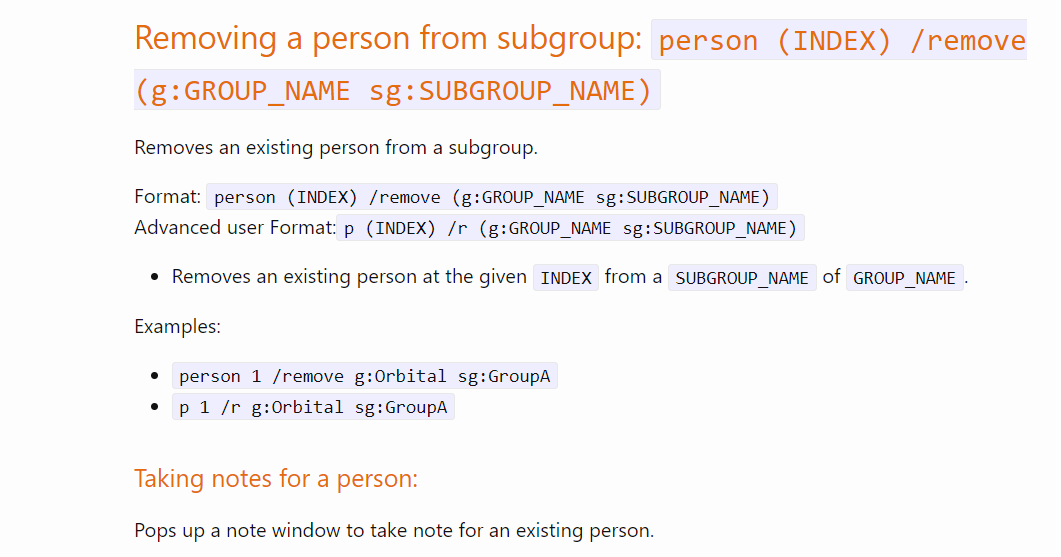 Removing a person from subgroup: person (INDEX) /remove
(g:GROUP_NAME sg:SUBGROUP_NAME)
Removes an existing person from a subgroup.
Format: person (INDEX) /remove (g:GROUP_NAME sg:SUBGROUP_NAME)
Advanced user Format: p (INDEX) /r (g:GROUP_NAME sg:SUBGROUP_NAME)
• Removes an existing person at the given INDEX from a SUBGROUP_NAME of GROUP_NAME.
Examples:
• person 1 /remove g:Orbital sg:GroupA
• p 1 /r g:Orbital sg:GroupA
Taking notes for a person:
Pops up a note window to take note for an existing person.